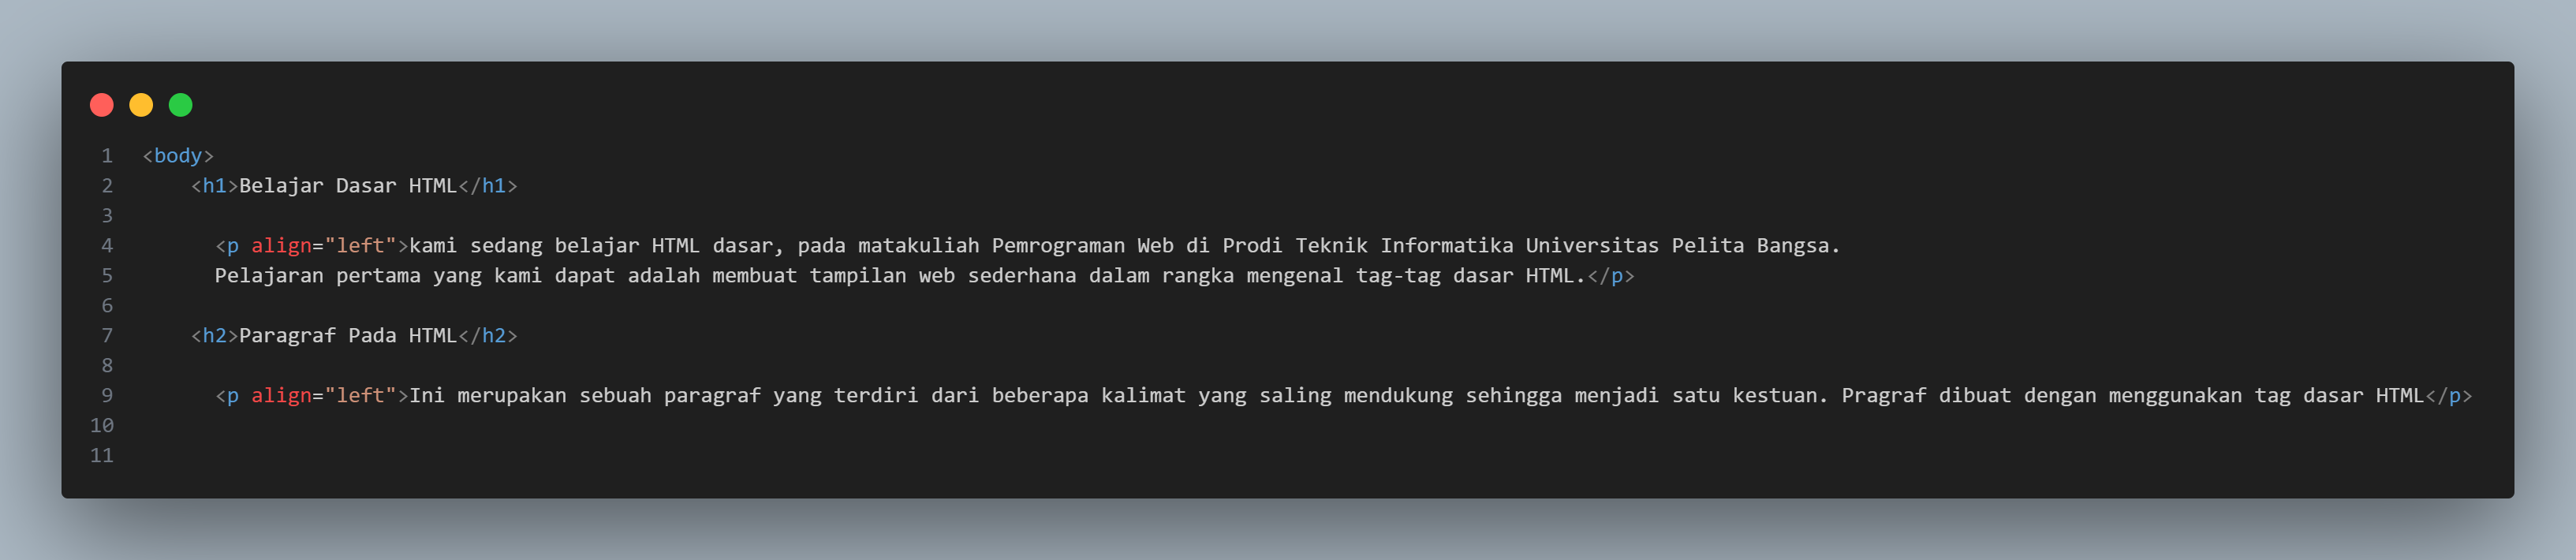 1 <body>
2     <h1>Belajar Dasar HTML</h1>
3
4       <p align="left">kami sedang belajar HTML dasar, pada matakuliah Pemrograman Web di Prodi Teknik Informatika Universitas Pelita Bangsa.
5       Pelajaran pertama yang kami dapat adalah membuat tampilan web sederhana dalam rangka mengenal tag-tag dasar HTML.</p>
6
7     <h2>Paragraf Pada HTML</h2>
8
9       <p align="left">Ini merupakan sebuah paragraf yang terdiri dari beberapa kalimat yang saling mendukung sehingga menjadi satu kestuan. Pragraf dibuat dengan menggunakan tag dasar HTML</p>
10
11